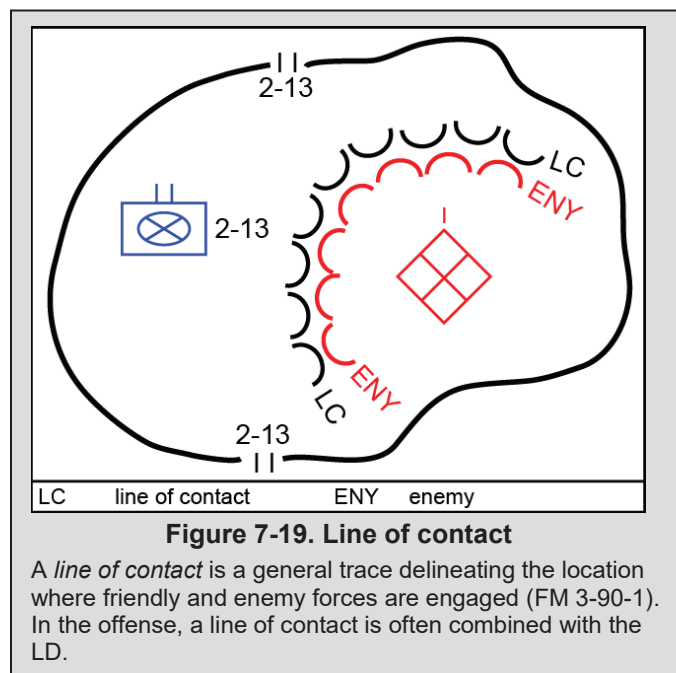 2-13
LC
ENY
2-13
ENY
LC
2-13
LC line of contact ENY enemy
Figure 7-19. Line of contact
A line of contact is a general trace delineating the location
where friendly and enemy forces are engaged (FM 3-90-1).
In the offense, a line of contact is often combined with the
LD.